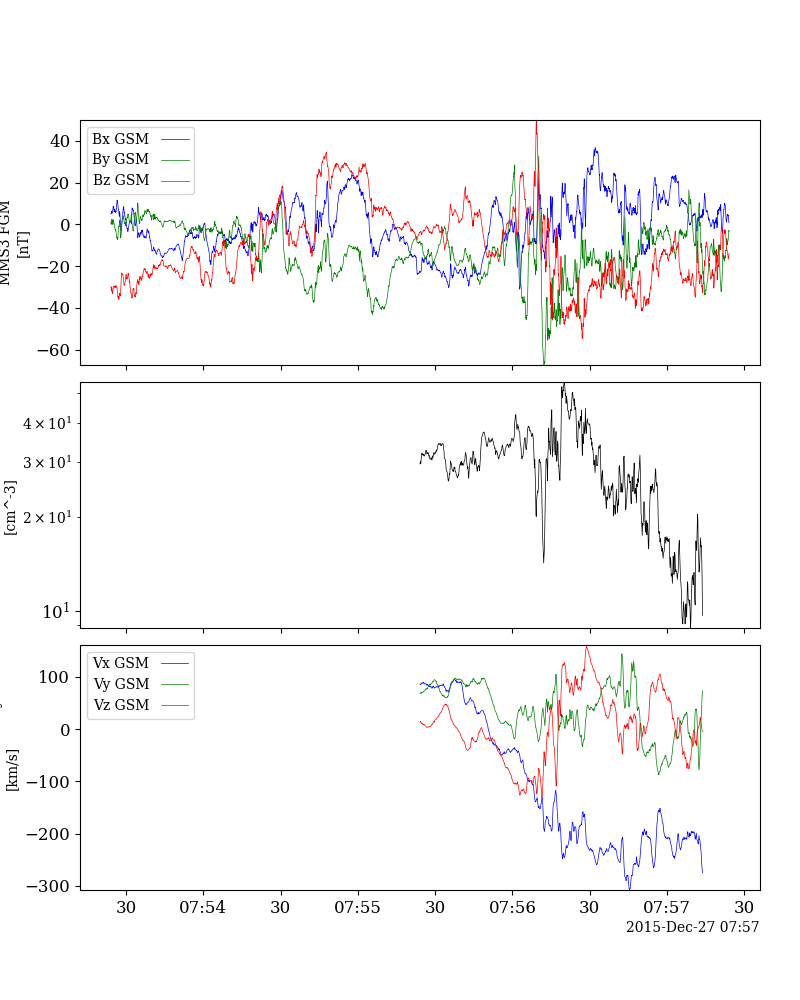 Bx GSM
By GSM
Bz GSM
40
20
0
−20
−40
−60
MMS3 FGM
[nT]
4 × 10¹
3 × 10¹
2 × 10¹
10¹
[cm^-3]
Vx GSM
Vy GSM
Vz GSM
100
0
−100
−200
−300
[km/s]
30 07:54 30 07:55 30 07:56 30 07:57 30
2015-Dec-27 07:57